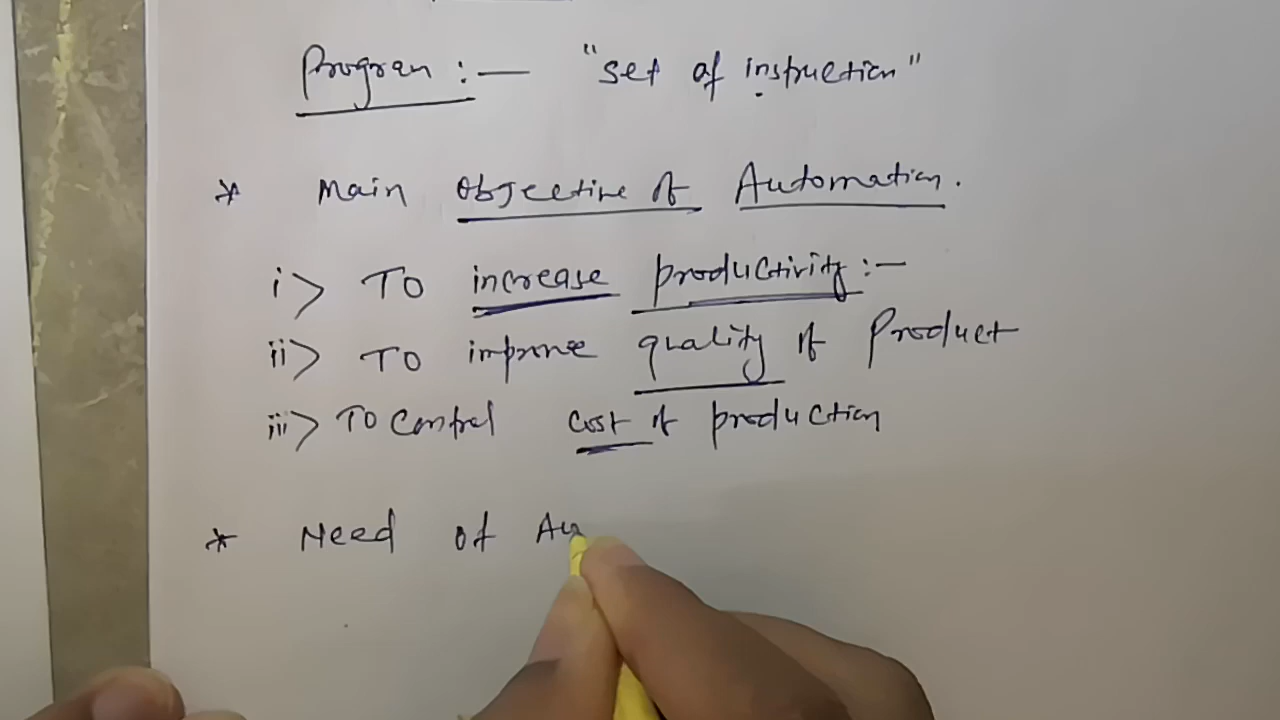 Program :— "set of instruction"
* Main Objective of Automation.
i> To increase productivity :—
ii> To improve quality of Product
iii> To Control Cost of production
* Need of Au